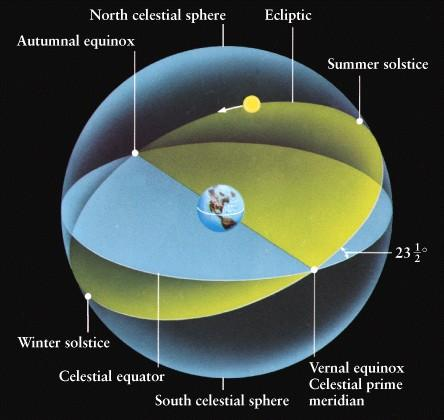 North celestial sphere
Ecliptic
Autumnal equinox
Summer solstice
23 1/2°
Winter solstice
Celestial equator
Vernal equinox
Celestial prime
meridian
South celestial sphere